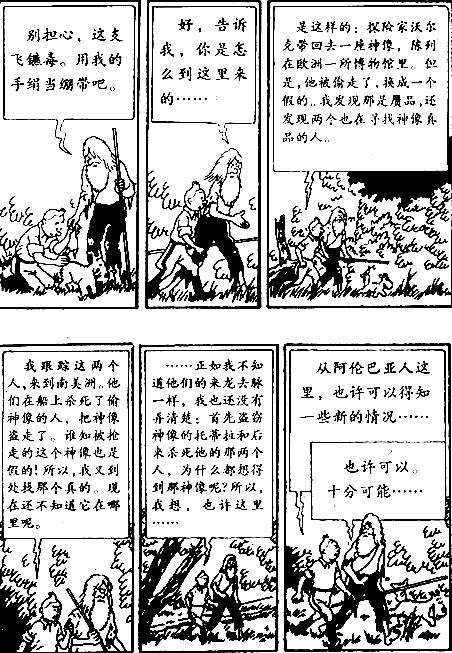 别担心，这支
飞镖毒。用我的
手绢当绷带吧。
好，告诉
我，你是怎
么到这里来
的……
是这样的：探险家沃尔
克带回去一座神像，陈列
在欧洲一所博物馆里。但
是，他被偷走了，换成一个
假的。我发现那是赝品，还
发现两个也在寻找神像真
品的人。
我跟踪这两个
人，来到南美洲。他
们在船上杀死了偷
神像的人，把神像
盗走了。谁知被抢
走的这个神像也是
假的！所以，我又到
处找那个真的。现
在还不知道它在哪
里呢。
……正如我不知
道他们的来龙去脉
一样，我也还没有
弄清楚：首先盗窃
神像的托蒂拉和后
来杀死他的那两个
人，为什么都想得
到那神像呢？所以，
我想，也许这里
……
从阿伦巴亚人这
里，也许可以得知
一些新的情况……
也许可以。
十分可能……